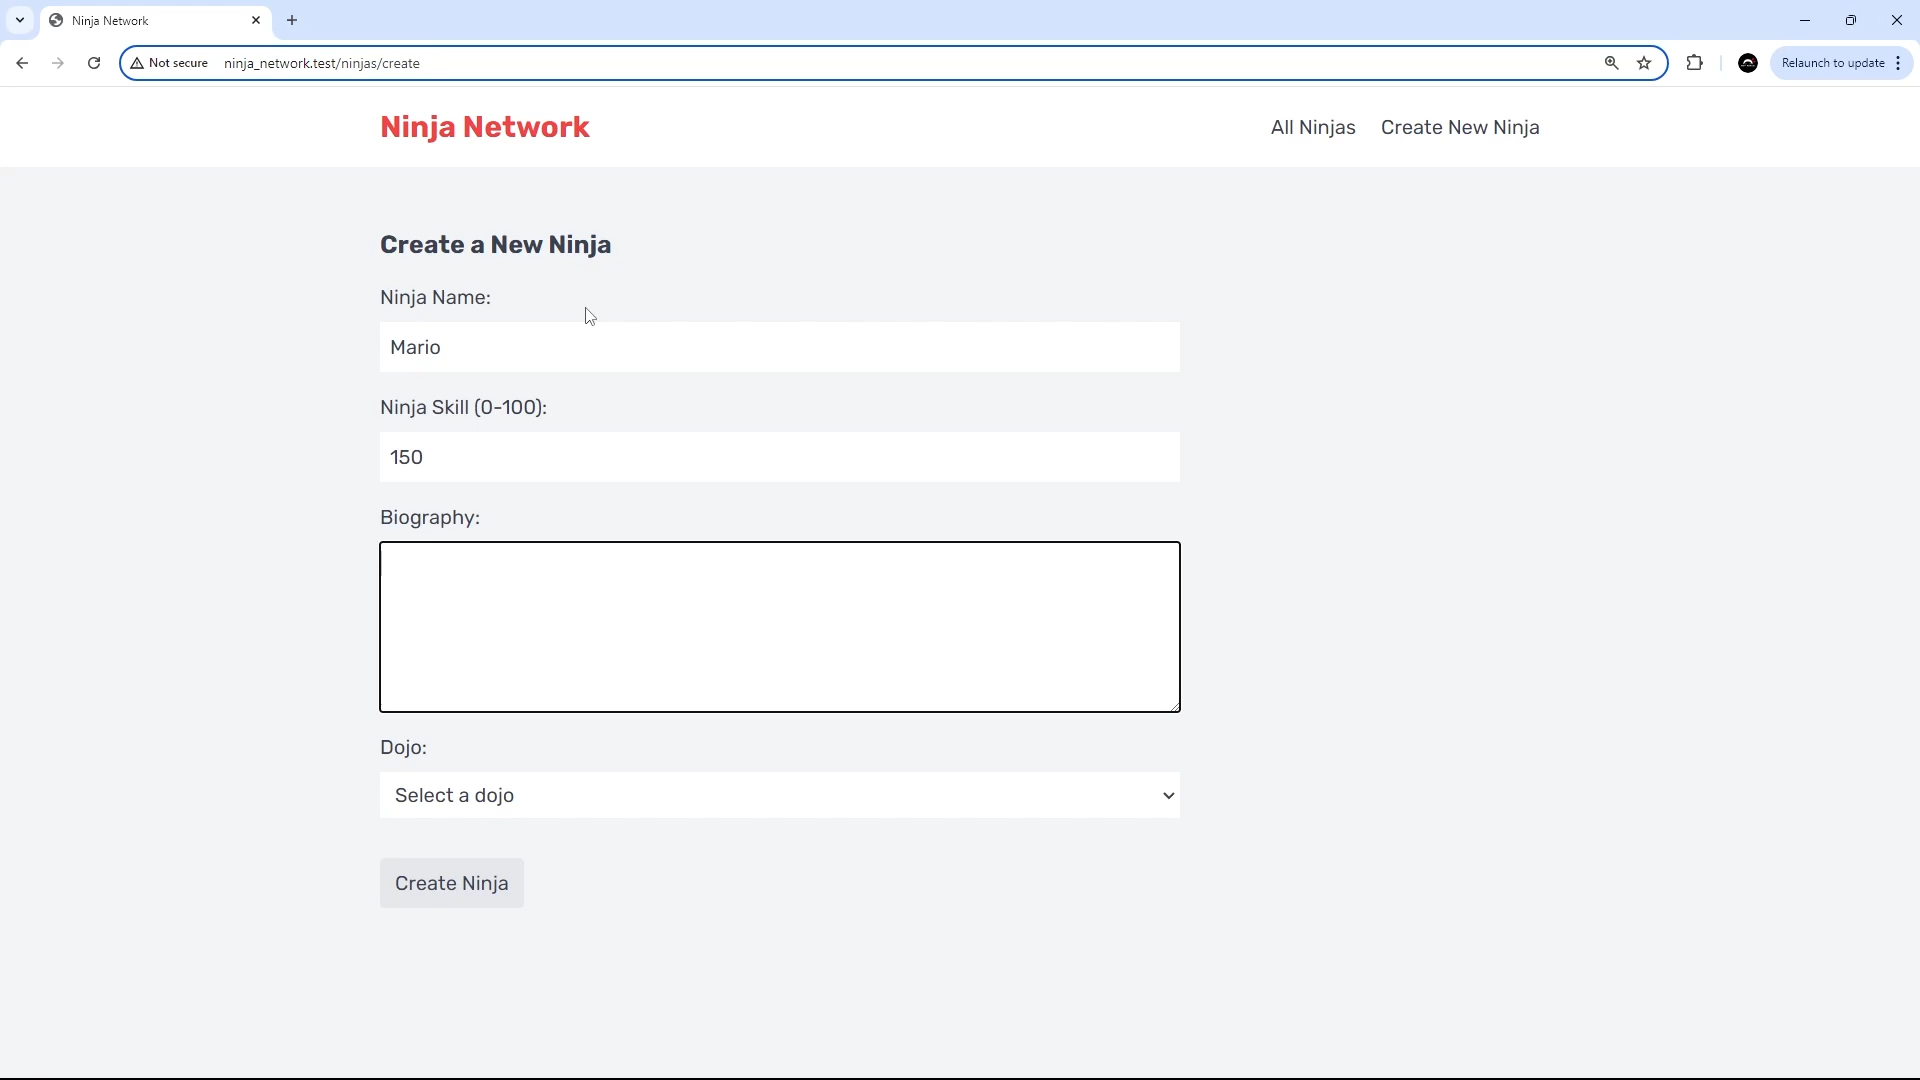 Ninja Network
Not secure ninja_network.test/ninjas/create
Relaunch to update
Ninja Network
All Ninjas Create New Ninja
Create a New Ninja
Ninja Name:
Mario
Ninja Skill (0-100):
150
Biography:
Dojo:
Select a dojo
Create Ninja